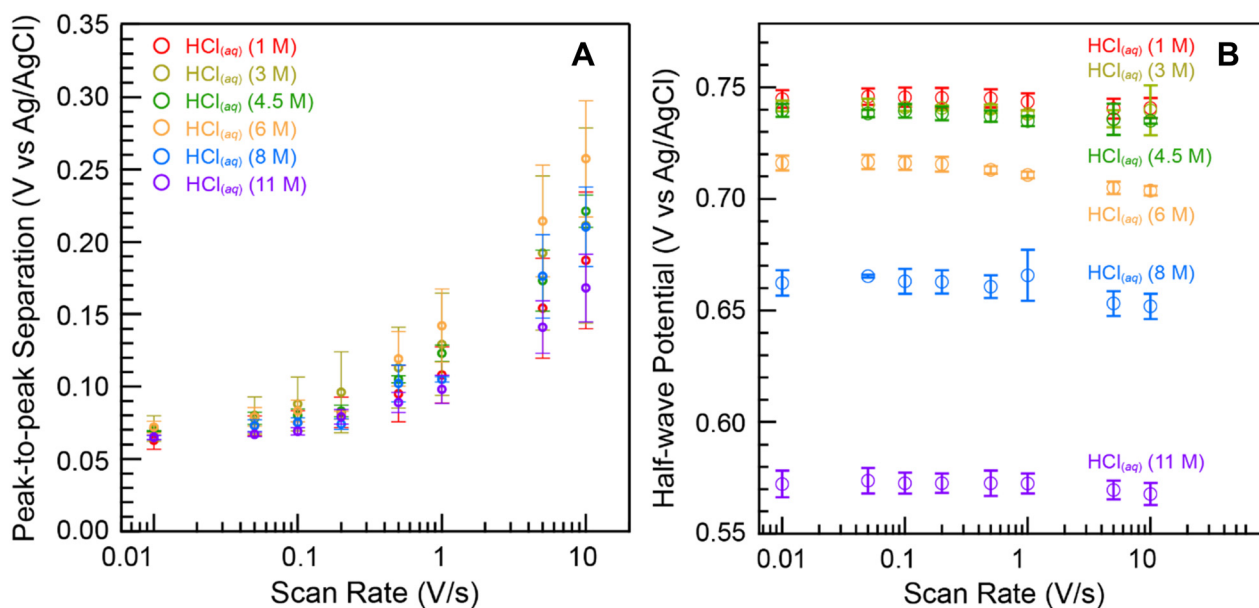 A
Peak-to-peak Separation (V vs Ag/AgCl)
0.35
0.30
0.25
0.20
0.15
0.10
0.05
0.00
HCl(aq) (1 M)
HCl(aq) (3 M)
HCl(aq) (4.5 M)
HCl(aq) (6 M)
HCl(aq) (8 M)
HCl(aq) (11 M)
0.01
0.1
1
10
Scan Rate (V/s)
B
Half-wave Potential (V vs Ag/AgCl)
0.75
0.70
0.65
0.60
0.55
HCl(aq) (1 M)
HCl(aq) (3 M)
HCl(aq) (4.5 M)
HCl(aq) (6 M)
HCl(aq) (8 M)
HCl(aq) (11 M)
0.01
0.1
1
10
Scan Rate (V/s)